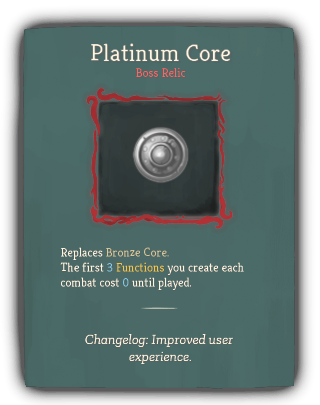 Platinum Core
Boss Relic
Replaces Bronze Core.
The first 3 Functions you create each
combat cost 0 until played.
Changelog: Improved user
experience.